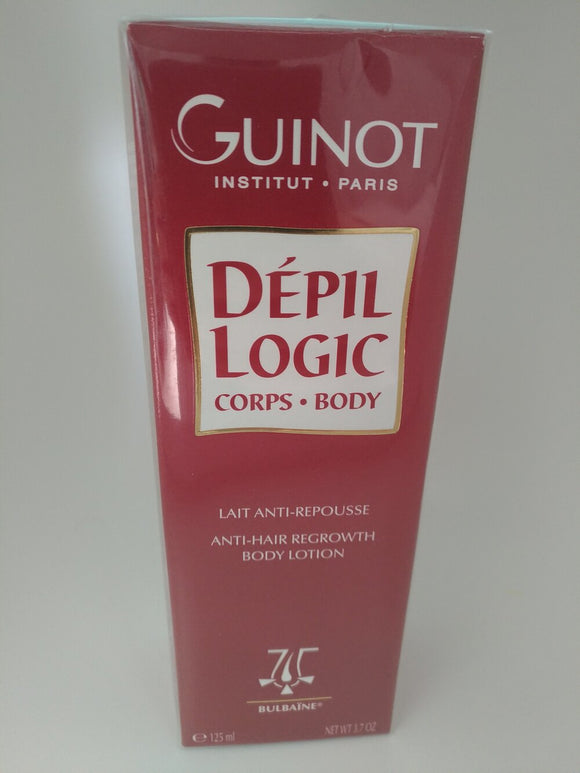 GUINOT
INSTITUT • PARIS
DÉPIL
LOGIC
CORPS • BODY
LAIT ANTI-REPOUSSE
ANTI-HAIR REGROWTH
BODY LOTION
BULBAÏNE®
℮ 125 ml NET WT 3.7 OZ